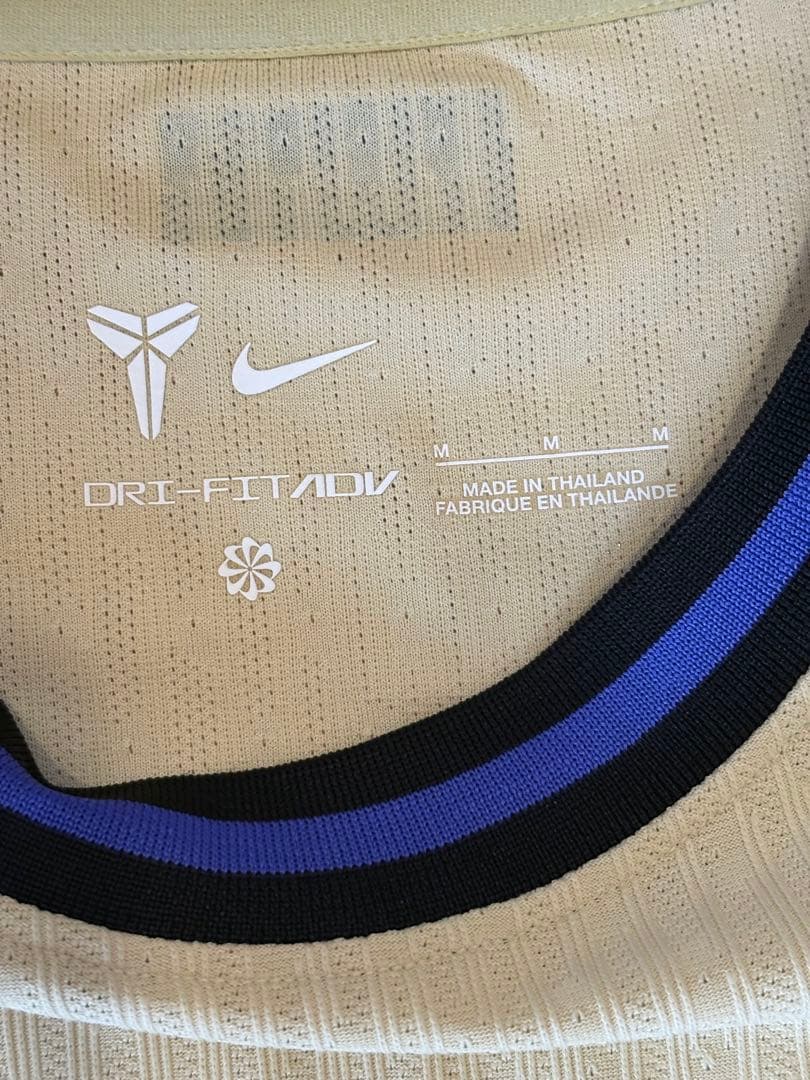 DRI-FIT ADV
M M M
MADE IN THAILAND
FABRIQUE EN THAILANDE